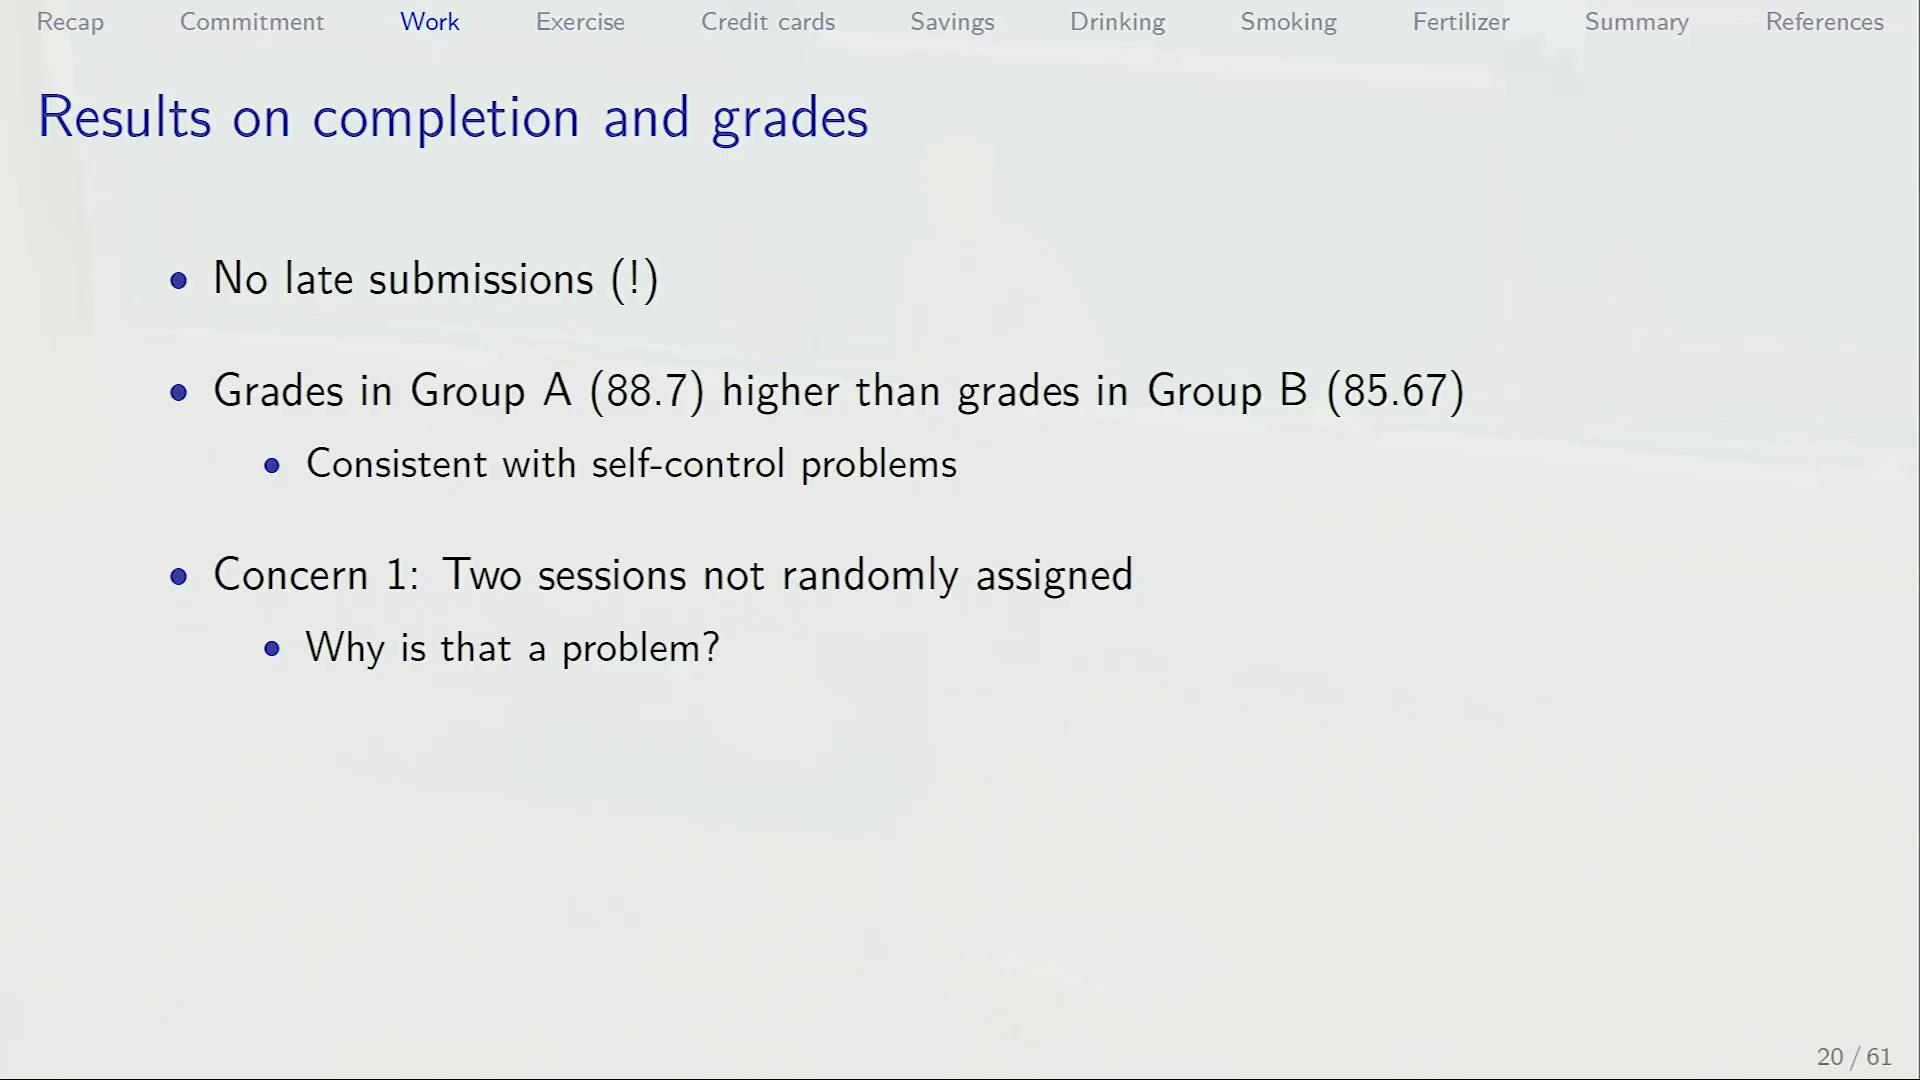 Recap Commitment Work Exercise Credit cards Savings Drinking Smoking Fertilizer Summary References
Results on completion and grades
• No late submissions (!)
• Grades in Group A (88.7) higher than grades in Group B (85.67)
• Consistent with self-control problems
• Concern 1: Two sessions not randomly assigned
• Why is that a problem?
20 / 61